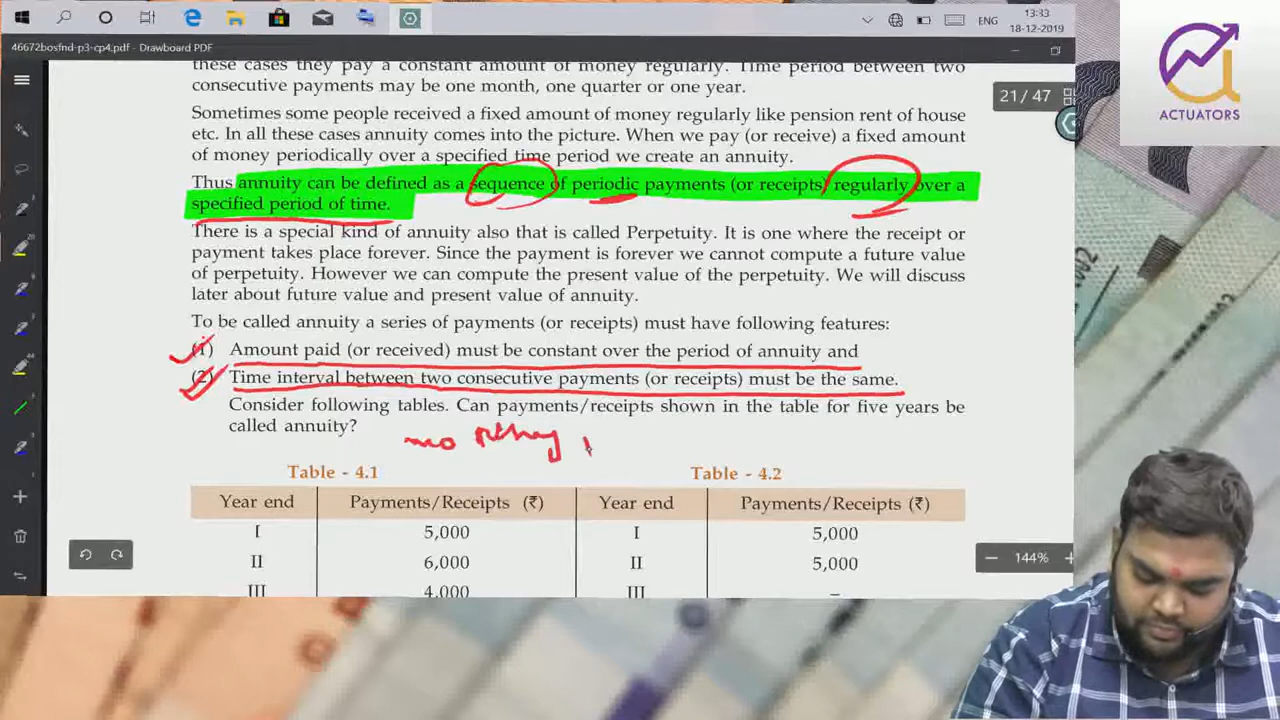 13:33
ENG
18-12-2019
46672bosfnd-p3-cp4.pdf - Drawboard PDF
ACTUATORS
these cases they pay a constant amount of money regularly. Time period between two
consecutive payments may be one month, one quarter or one year.
21 / 47
Sometimes some people received a fixed amount of money regularly like pension rent of house
etc. In all these cases annuity comes into the picture. When we pay (or receive) a fixed amount
of money periodically over a specified time period we create an annuity.
Thus annuity can be defined as a sequence of periodic payments (or receipts) regularly over a
specified period of time.
There is a special kind of annuity also that is called Perpetuity. It is one where the receipt or
payment takes place forever. Since the payment is forever we cannot compute a future value
of perpetuity. However we can compute the present value of the perpetuity. We will discuss
later about future value and present value of annuity.
To be called annuity a series of payments (or receipts) must have following features:
(1) Amount paid (or received) must be constant over the period of annuity and
(2) Time interval between two consecutive payments (or receipts) must be the same.
Consider following tables. Can payments/receipts shown in the table for five years be
called annuity?
Table - 4.1 Table - 4.2
Year end Payments/Receipts (₹) Year end Payments/Receipts (₹)
I 5,000 I 5,000
II 6,000 II 5,000
III 4,000 III –
144%